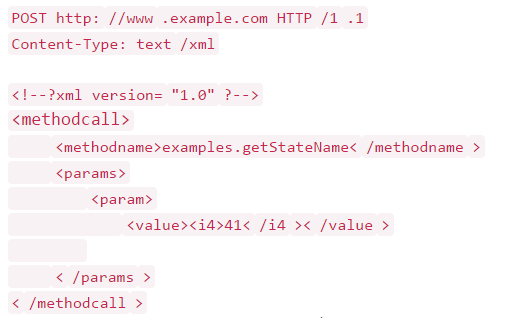 POST http: //www .example.com HTTP /1 .1
Content-Type: text /xml
<!--?xml version= "1.0" ?-->
<methodcall>
<methodname>examples.getStateName< /methodname >
<params>
<param>
<value><i4>41< /i4 >< /value >
< /params >
< /methodcall >